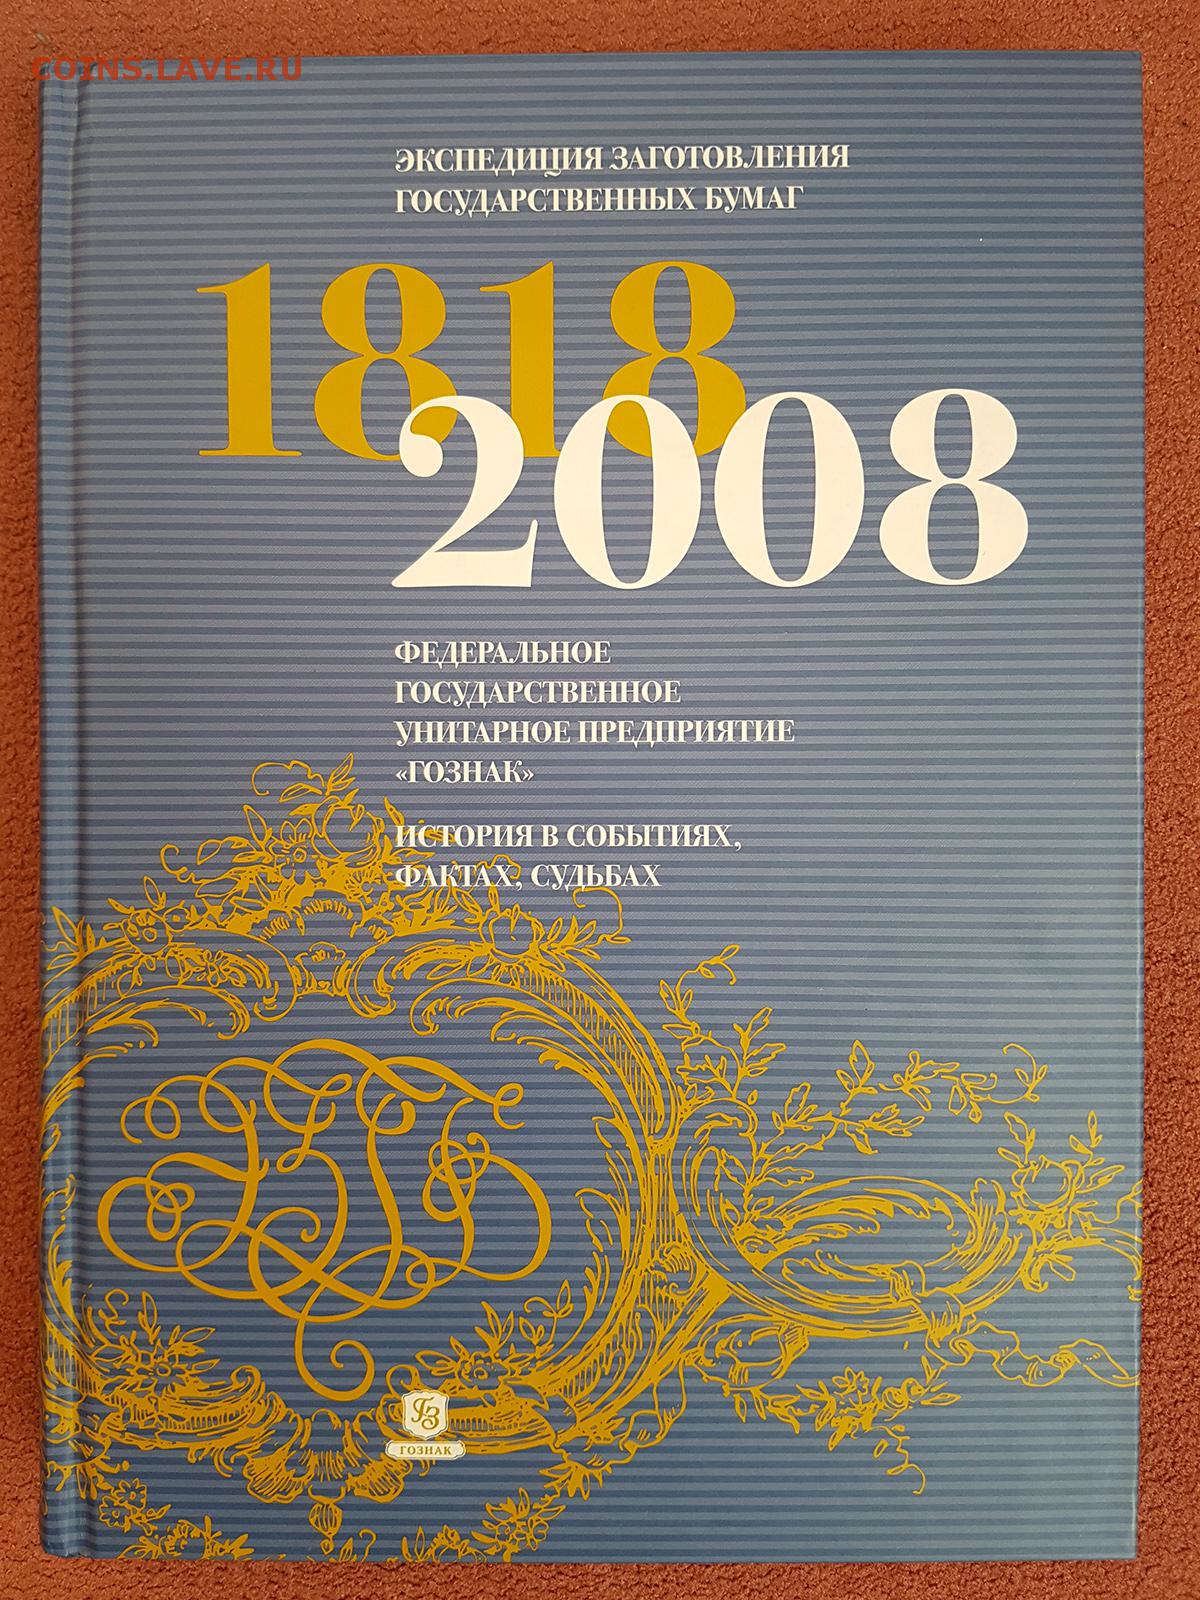 COINS.LAVE.RU
ЭКСПЕДИЦИЯ ЗАГОТОВЛЕНИЯ
ГОСУДАРСТВЕННЫХ БУМАГ
1818
2008
ФЕДЕРАЛЬНОЕ
ГОСУДАРСТВЕННОЕ
УНИТАРНОЕ ПРЕДПРИЯТИЕ
«ГОЗНАК»
ИСТОРИЯ В СОБЫТИЯХ,
ФАКТАХ, СУДЬБАХ
ГЗ
ГОЗНАК